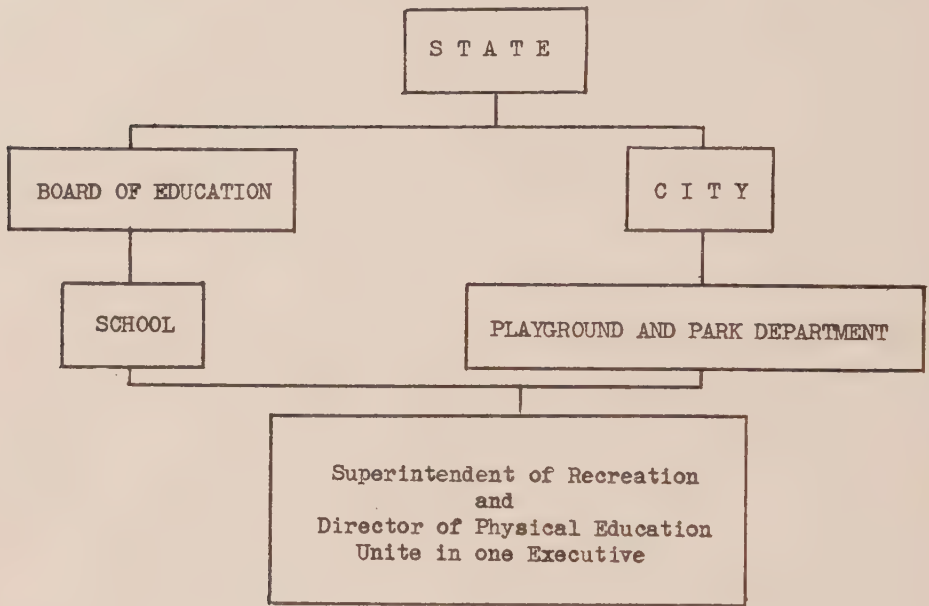 S T A T E
BOARD OF EDUCATION
C I T Y
SCHOOL
PLAYGROUND AND PARK DEPARTMENT
Superintendent of Recreation
and
Director of Physical Education
Unite in one Executive